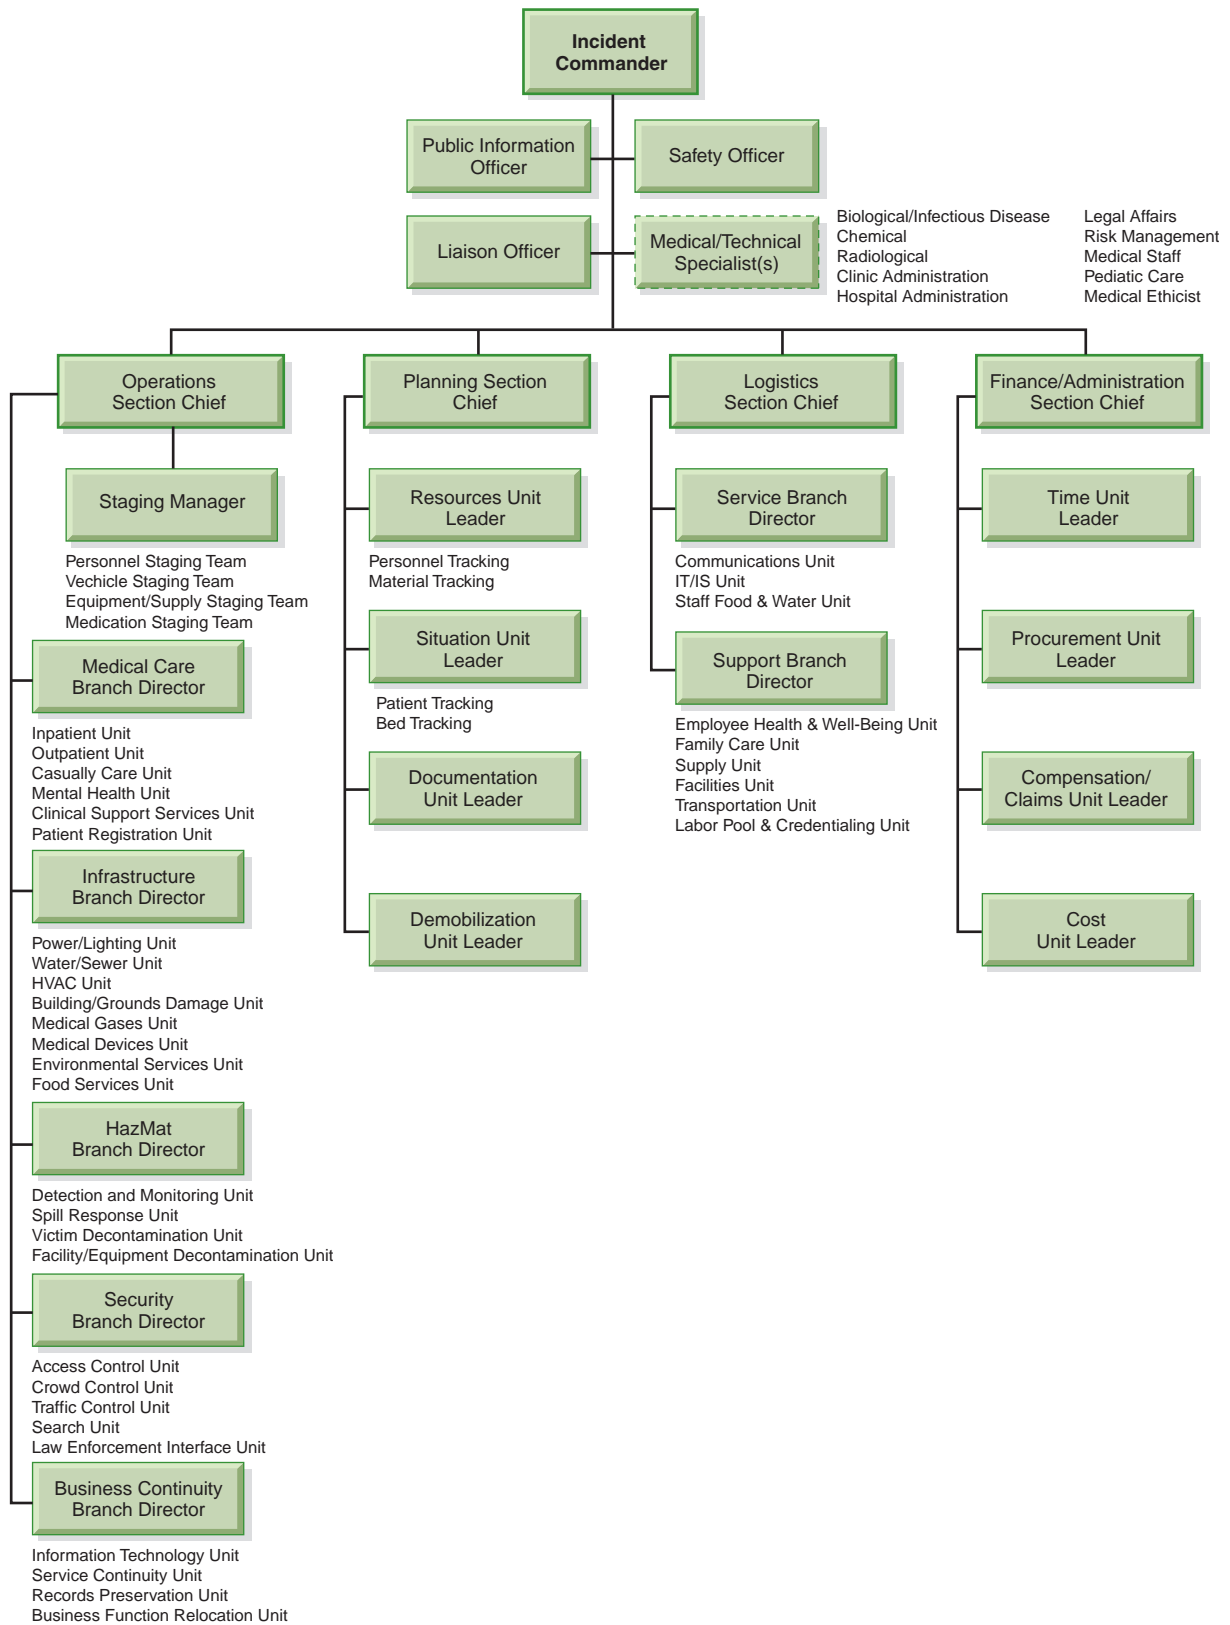 Incident
Commander
Public Information
Officer
Safety Officer
Liaison Officer
Medical/Technical
Specialist(s)
Biological/Infectious Disease
Chemical
Radiological
Clinic Administration
Hospital Administration
Legal Affairs
Risk Management
Medical Staff
Pediatic Care
Medical Ethicist
Operations
Section Chief
Staging Manager
Personnel Staging Team
Vechicle Staging Team
Equipment/Supply Staging Team
Medication Staging Team
Medical Care
Branch Director
Inpatient Unit
Outpatient Unit
Casually Care Unit
Mental Health Unit
Clinical Support Services Unit
Patient Registration Unit
Infrastructure
Branch Director
Power/Lighting Unit
Water/Sewer Unit
HVAC Unit
Building/Grounds Damage Unit
Medical Gases Unit
Medical Devices Unit
Environmental Services Unit
Food Services Unit
HazMat
Branch Director
Detection and Monitoring Unit
Spill Response Unit
Victim Decontamination Unit
Facility/Equipment Decontamination Unit
Security
Branch Director
Access Control Unit
Crowd Control Unit
Traffic Control Unit
Search Unit
Law Enforcement Interface Unit
Business Continuity
Branch Director
Information Technology Unit
Service Continuity Unit
Records Preservation Unit
Business Function Relocation Unit
Planning Section
Chief
Resources Unit
Leader
Personnel Tracking
Material Tracking
Situation Unit
Leader
Patient Tracking
Bed Tracking
Documentation
Unit Leader
Demobilization
Unit Leader
Logistics
Section Chief
Service Branch
Director
Communications Unit
IT/IS Unit
Staff Food & Water Unit
Support Branch
Director
Employee Health & Well-Being Unit
Family Care Unit
Supply Unit
Facilities Unit
Transportation Unit
Labor Pool & Credentialing Unit
Finance/Administration
Section Chief
Time Unit
Leader
Procurement Unit
Leader
Compensation/
Claims Unit Leader
Cost
Unit Leader